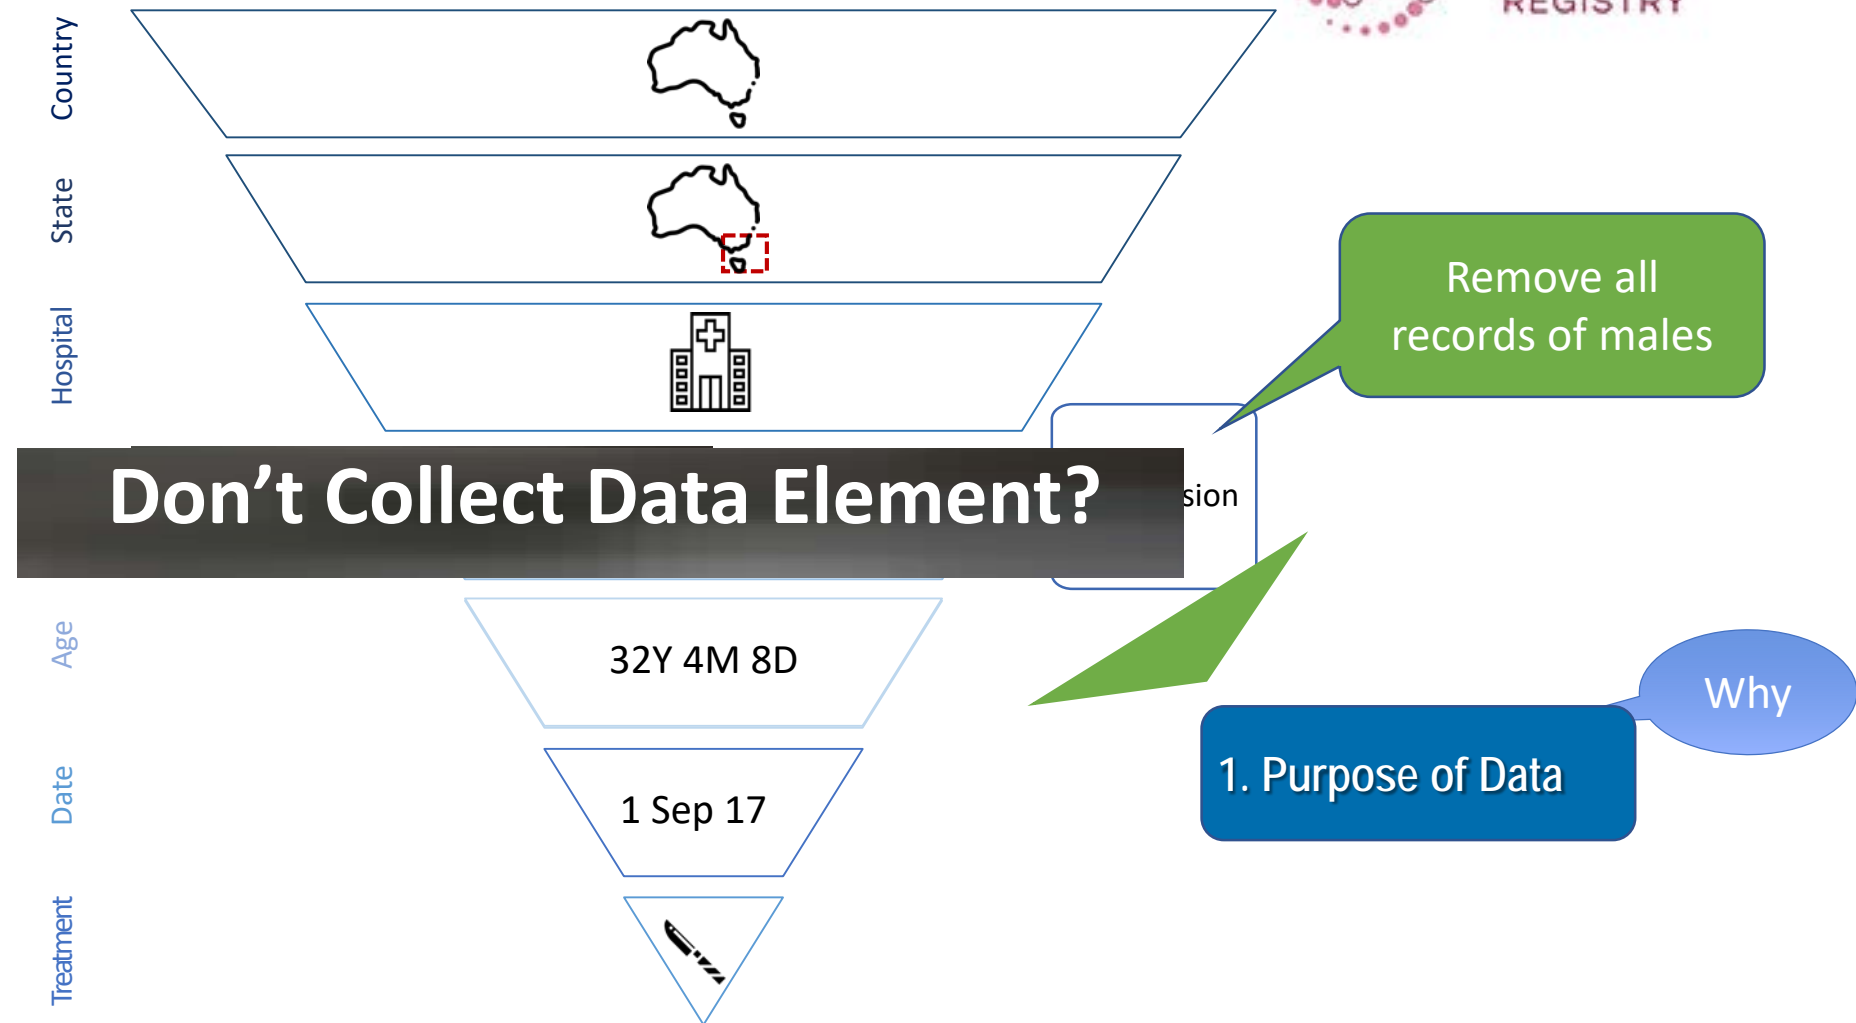 REGISTRY
Country
State
Hospital
Remove all
records of males
Don't Collect Data Element?
sion
Age
32Y 4M 8D
Why
1. Purpose of Data
Date
1 Sep 17
Treatment